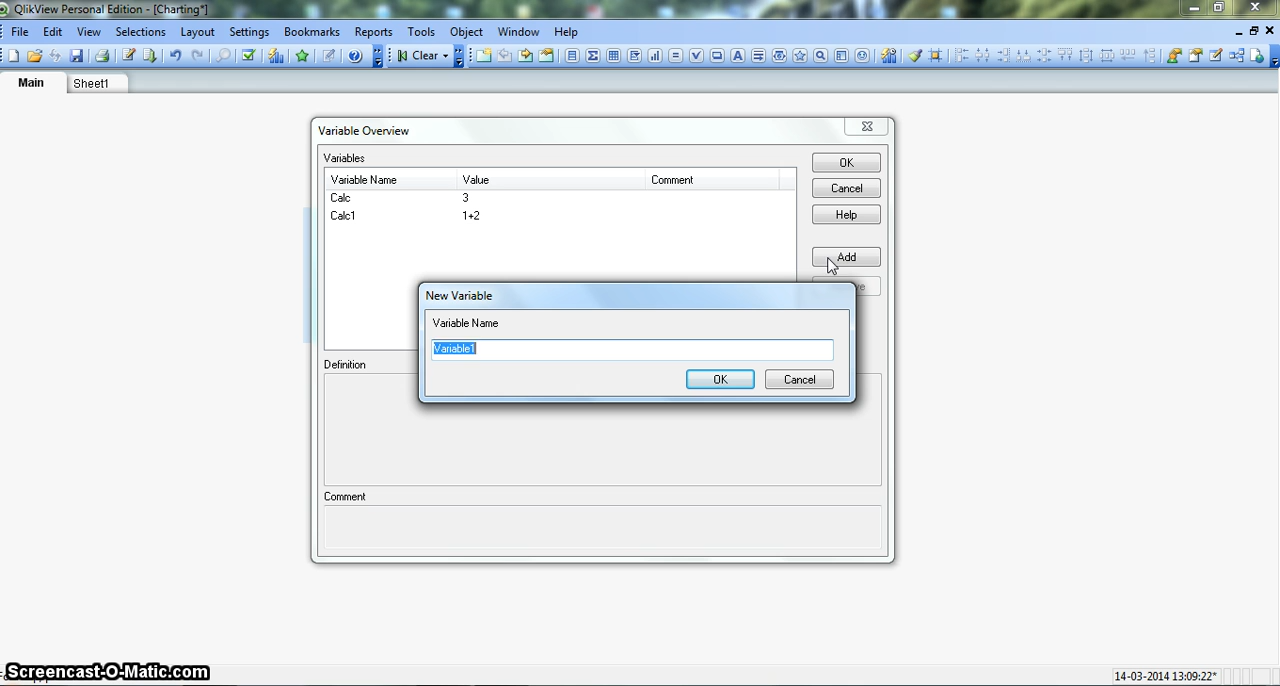 QlikView Personal Edition - [Charting*]
File Edit View Selections Layout Settings Bookmarks Reports Tools Object Window Help
Clear
Main Sheet1
Variable Overview
Variables
Variable Name Value Comment
Calc 3
Calc1 1+2
OK
Cancel
Help
Add
New Variable
Variable Name
Variable1
OK Cancel
Definition
Comment
Screencast-O-Matic.com
14-03-2014 13:09:22*